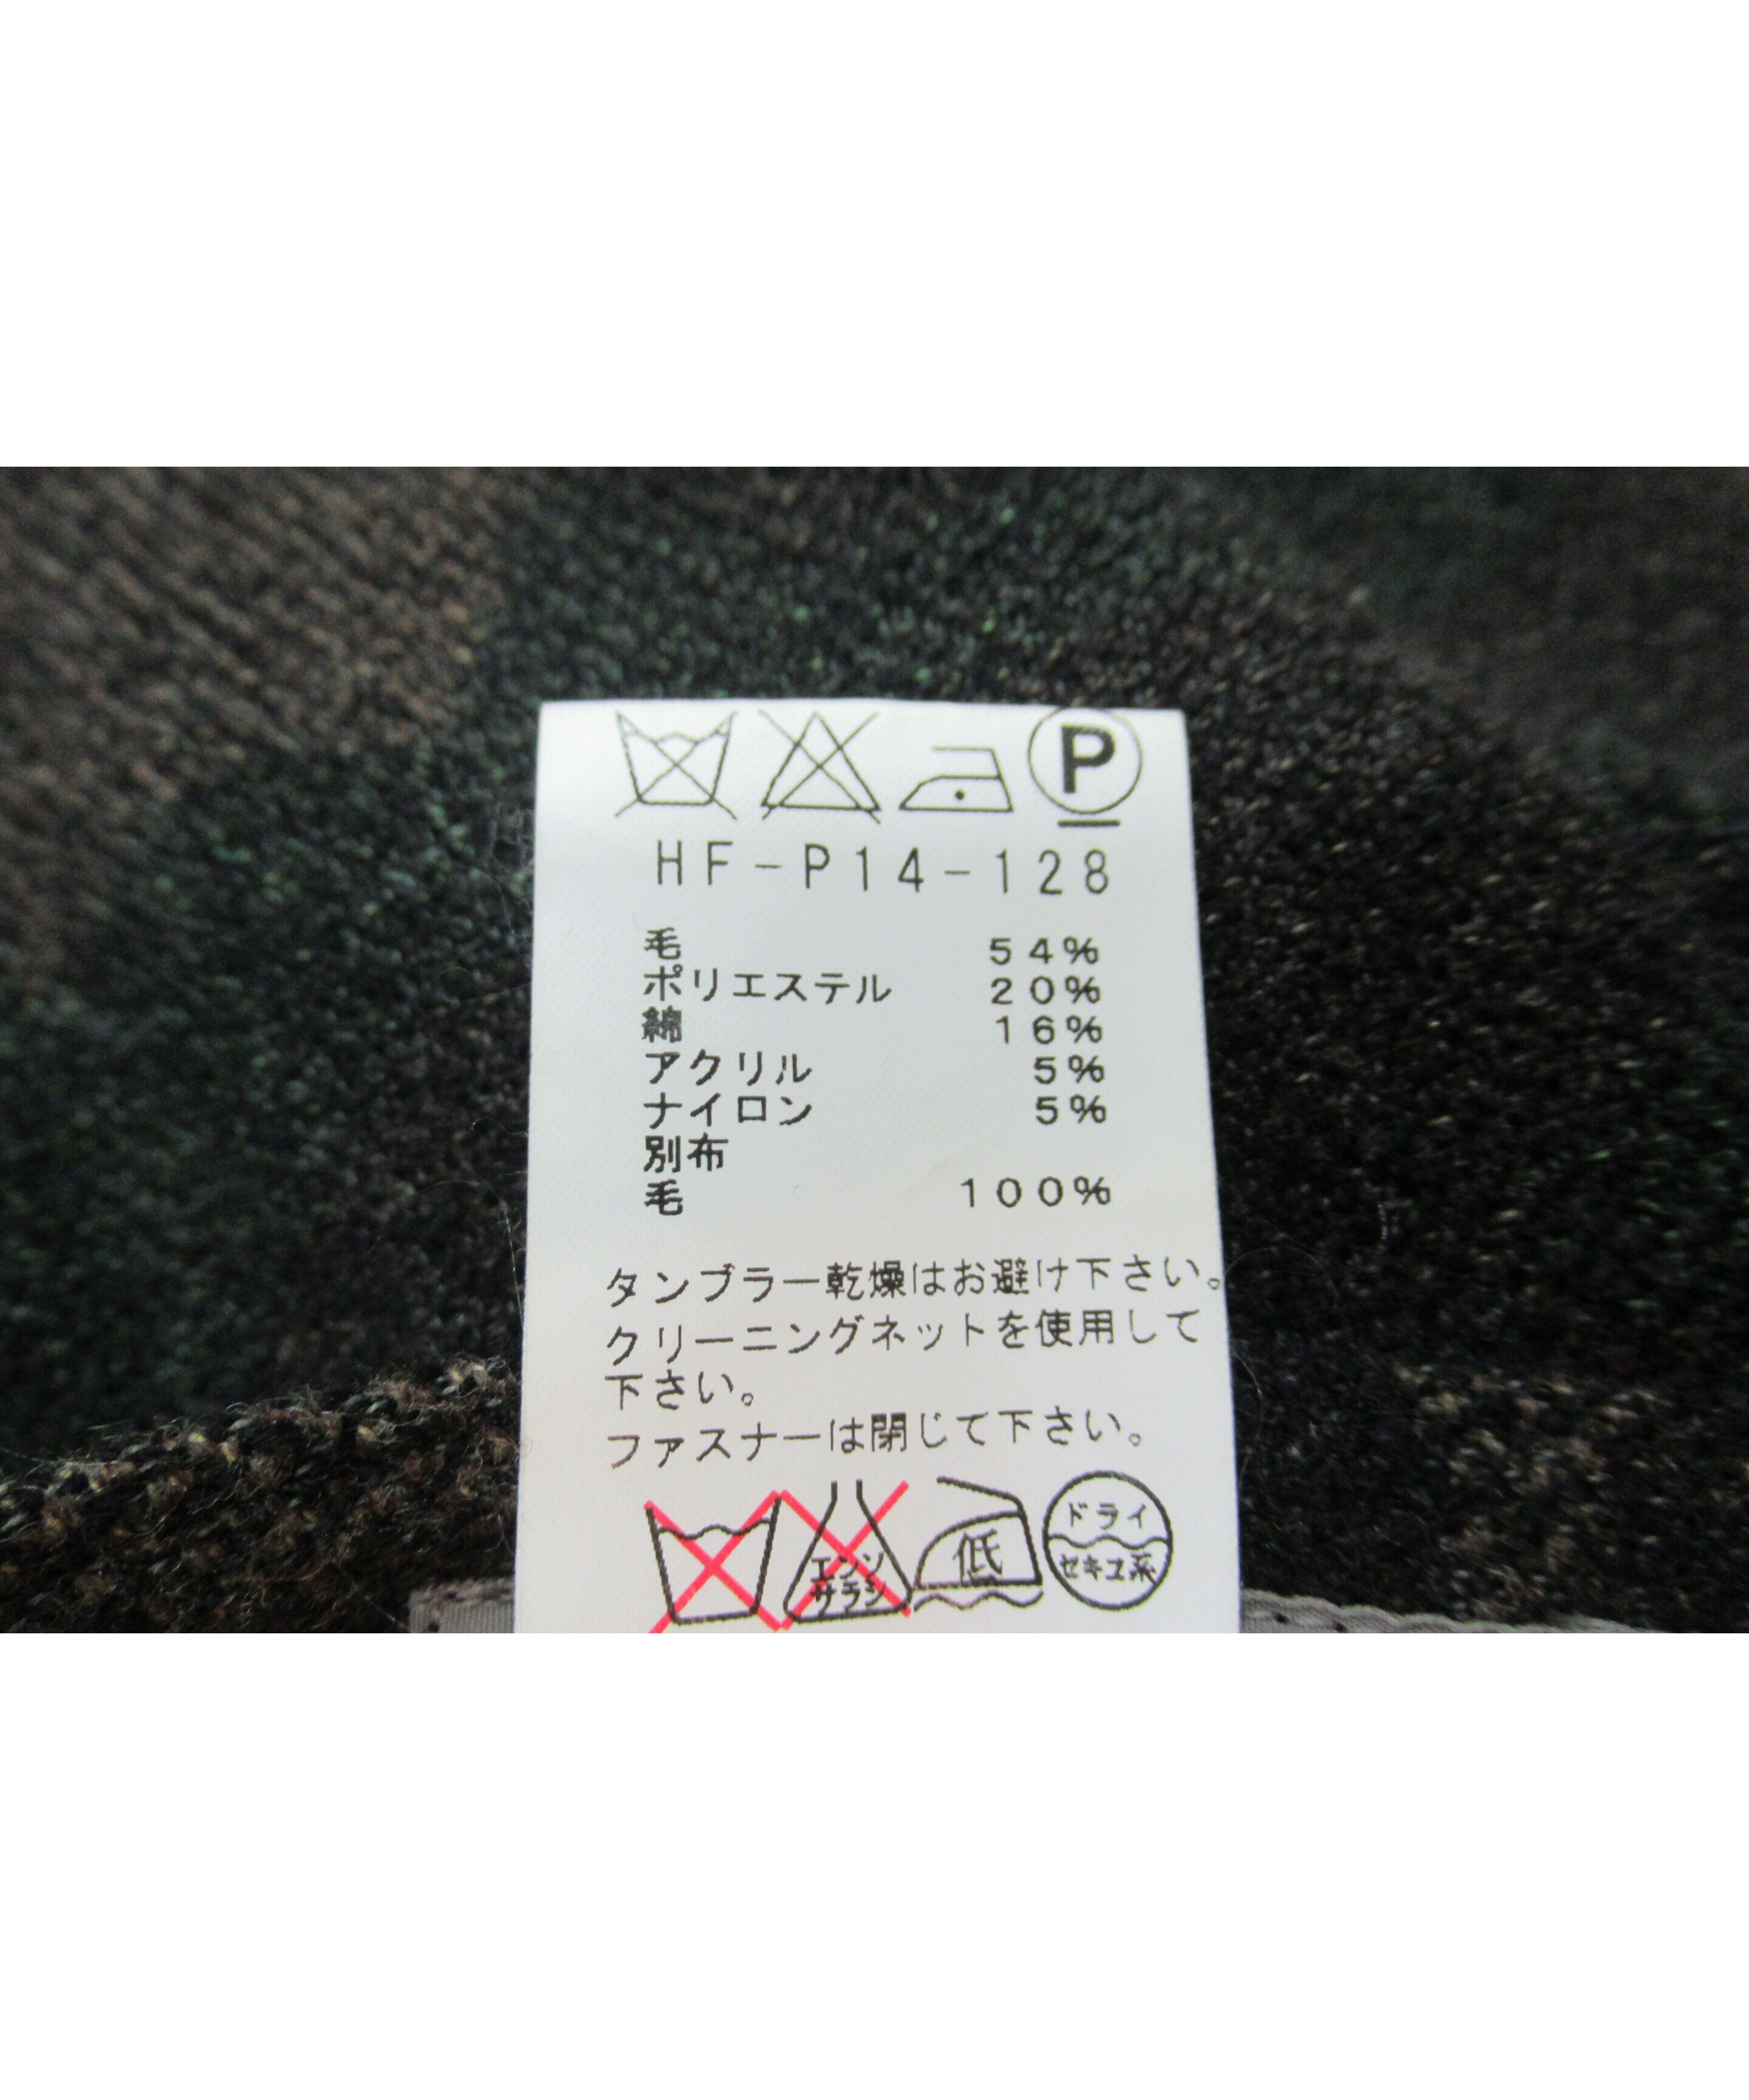 P
HF-P14-128
毛 54%
ポリエステル 20%
綿 16%
アクリル 5%
ナイロン 5%
別布
毛 100%
タンブラー乾燥はお避け下さい。
クリーニングネットを使用して
下さい。
ファスナーは閉じて下さい。
エンソ
サラシ
低
ドライ
セキユ系